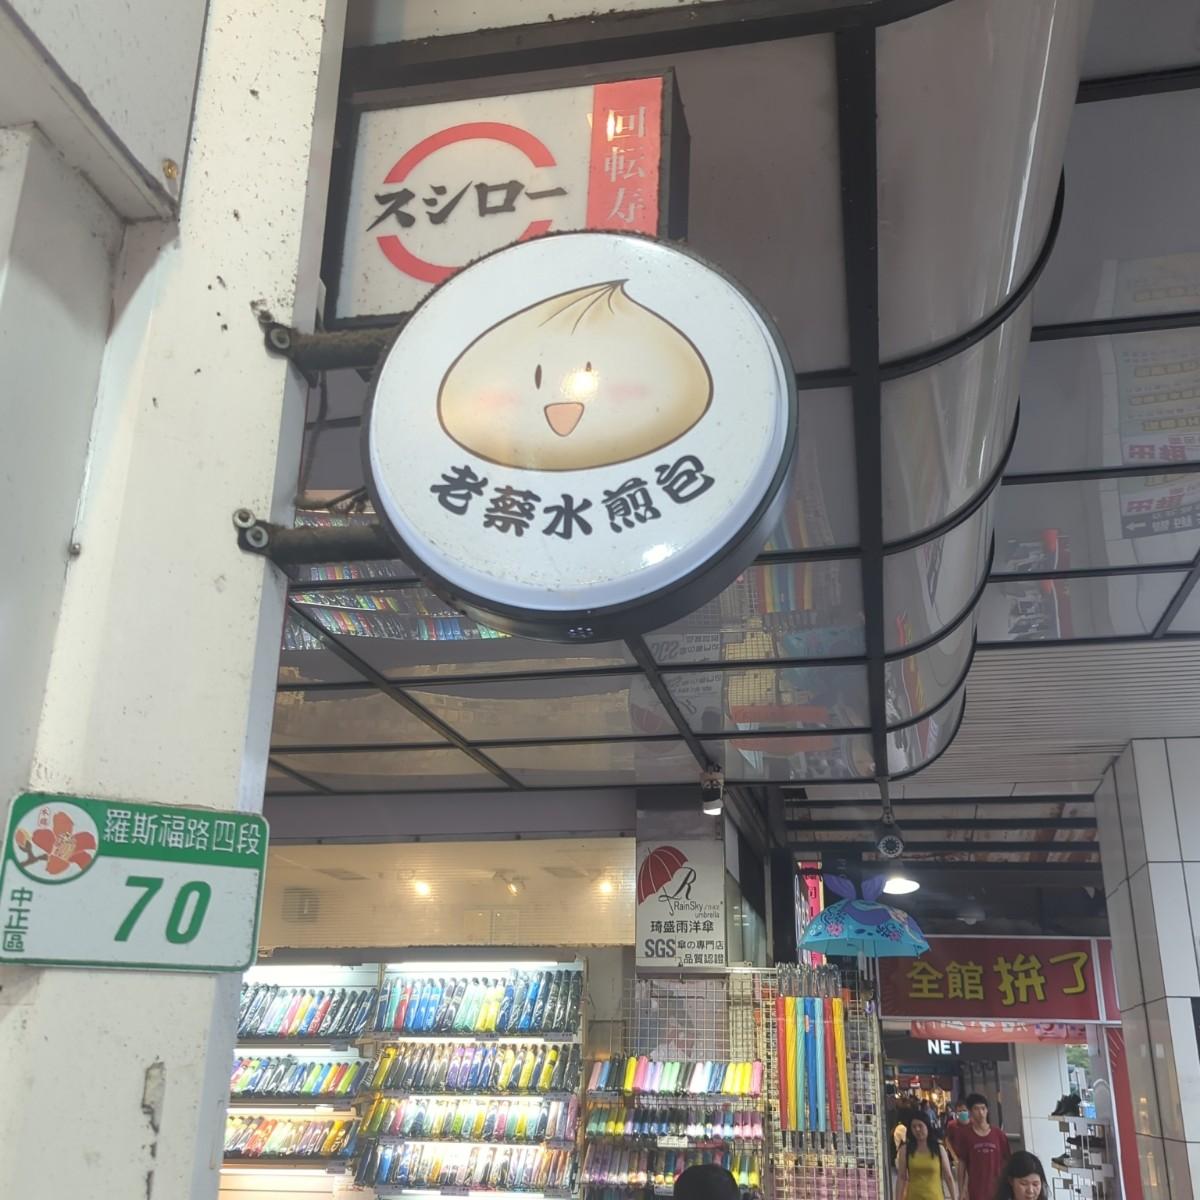 スシロー
回転寿
老蔡水煎包
羅斯福路四段
中正區
70
RainSky
umbrella
琦盛雨洋傘
SGS
傘の專門店
品質認證
全館拚了
NET